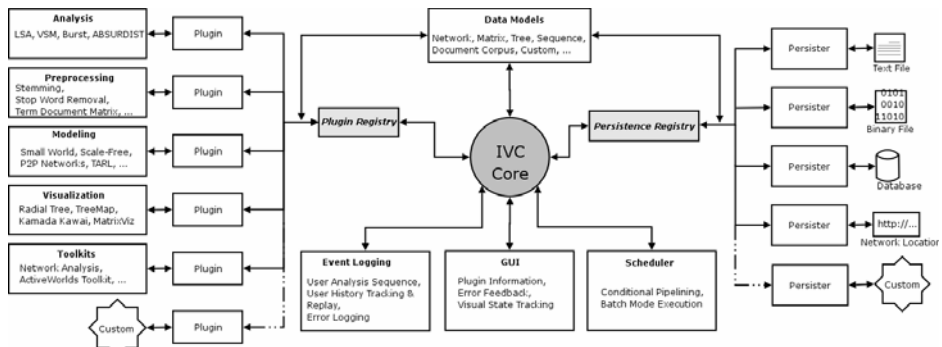 Analysis
LSA, VSM, Burst, ABSURDIST
Plugin
Preprocessing
Stemming,
Stop Word Removal,
Term Document Matrix, ...
Plugin
Modeling
Small World, Scale-Free,
P2P Networks, TARL, ...
Plugin
Visualization
Radial Tree, TreeMap,
Kamada Kawai, MatrixViz
Plugin
Toolkits
Network Analysis,
ActiveWorlds Toolkit, ...
Plugin
Custom
Plugin
Plugin Registry
Data Models
Network, Matrix, Tree, Sequence,
Document Corpus, Custom, ...
IVC
Core
Persistence Registry
Event Logging
User Analysis Sequence,
User History Tracking &
Replay,
Error Logging
GUI
Plugin Information,
Error Feedback,
Visual State Tracking
Scheduler
Conditional Pipelining,
Batch Mode Execution
Persister
Text File
Persister
0101
0010
11010
Binary File
Persister
Database
Persister
http://...
Network Location
Persister
Custom